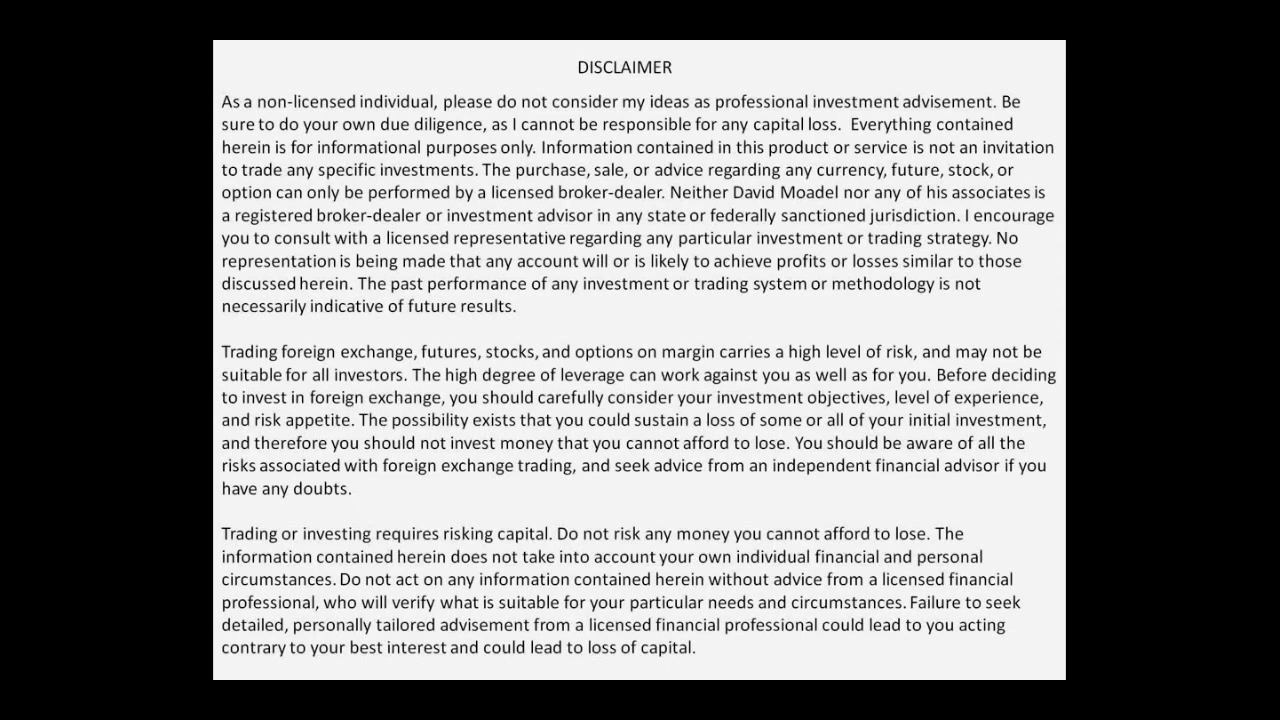 DISCLAIMER
As a non-licensed individual, please do not consider my ideas as professional investment advisement. Be
sure to do your own due diligence, as I cannot be responsible for any capital loss.  Everything contained
herein is for informational purposes only. Information contained in this product or service is not an invitation
to trade any specific investments. The purchase, sale, or advice regarding any currency, future, stock, or
option can only be performed by a licensed broker-dealer. Neither David Moadel nor any of his associates is
a registered broker-dealer or investment advisor in any state or federally sanctioned jurisdiction. I encourage
you to consult with a licensed representative regarding any particular investment or trading strategy. No
representation is being made that any account will or is likely to achieve profits or losses similar to those
discussed herein. The past performance of any investment or trading system or methodology is not
necessarily indicative of future results.
Trading foreign exchange, futures, stocks, and options on margin carries a high level of risk, and may not be
suitable for all investors. The high degree of leverage can work against you as well as for you. Before deciding
to invest in foreign exchange, you should carefully consider your investment objectives, level of experience,
and risk appetite. The possibility exists that you could sustain a loss of some or all of your initial investment,
and therefore you should not invest money that you cannot afford to lose. You should be aware of all the
risks associated with foreign exchange trading, and seek advice from an independent financial advisor if you
have any doubts.
Trading or investing requires risking capital. Do not risk any money you cannot afford to lose. The
information contained herein does not take into account your own individual financial and personal
circumstances. Do not act on any information contained herein without advice from a licensed financial
professional, who will verify what is suitable for your particular needs and circumstances. Failure to seek
detailed, personally tailored advisement from a licensed financial professional could lead to you acting
contrary to your best interest and could lead to loss of capital.